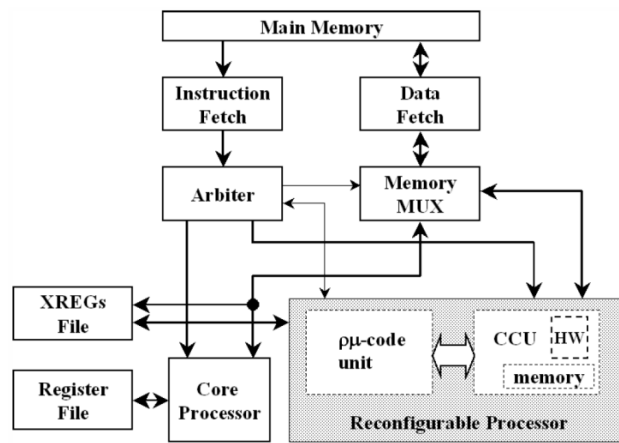 Main Memory
Instruction
Fetch
Data
Fetch
Arbiter
Memory
MUX
XREGs
File
ρμ-code
unit
CCU
HW
memory
Register
File
Core
Processor
Reconfigurable Processor